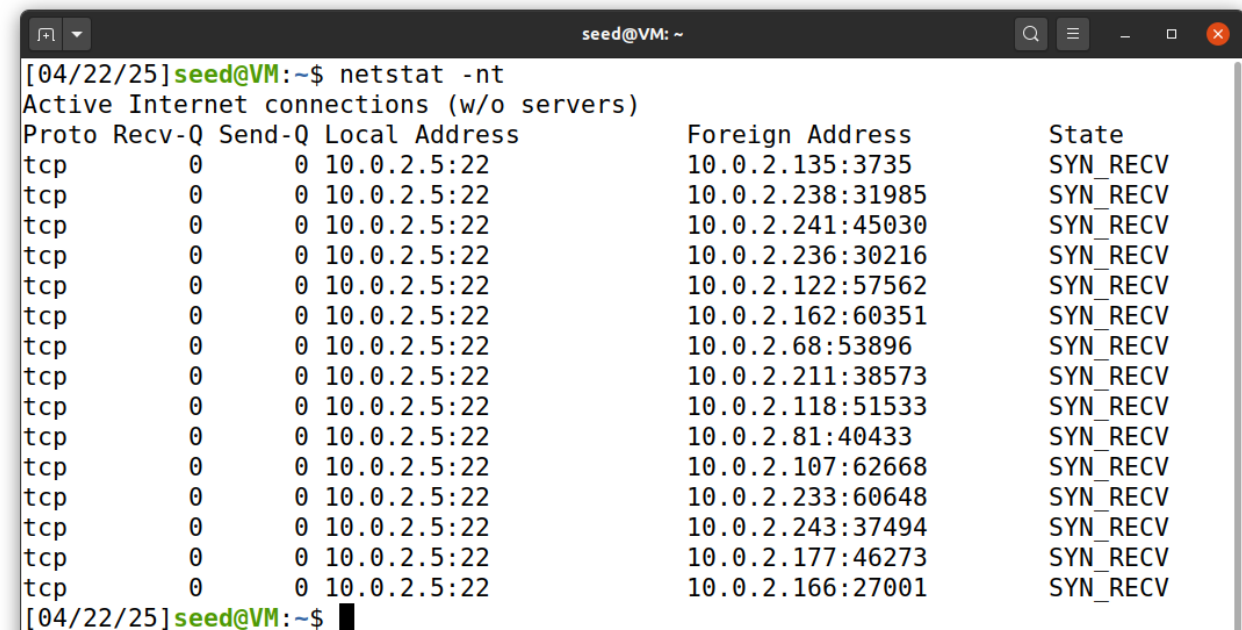 seed@VM: ~
[04/22/25]seed@VM:~$ netstat -nt
Active Internet connections (w/o servers)
Proto Recv-Q Send-Q Local Address           Foreign Address         State
tcp        0      0 10.0.2.5:22             10.0.2.135:3735         SYN_RECV
tcp        0      0 10.0.2.5:22             10.0.2.238:31985        SYN_RECV
tcp        0      0 10.0.2.5:22             10.0.2.241:45030        SYN_RECV
tcp        0      0 10.0.2.5:22             10.0.2.236:30216        SYN_RECV
tcp        0      0 10.0.2.5:22             10.0.2.122:57562        SYN_RECV
tcp        0      0 10.0.2.5:22             10.0.2.162:60351        SYN_RECV
tcp        0      0 10.0.2.5:22             10.0.2.68:53896         SYN_RECV
tcp        0      0 10.0.2.5:22             10.0.2.211:38573        SYN_RECV
tcp        0      0 10.0.2.5:22             10.0.2.118:51533        SYN_RECV
tcp        0      0 10.0.2.5:22             10.0.2.81:40433         SYN_RECV
tcp        0      0 10.0.2.5:22             10.0.2.107:62668        SYN_RECV
tcp        0      0 10.0.2.5:22             10.0.2.233:60648        SYN_RECV
tcp        0      0 10.0.2.5:22             10.0.2.243:37494        SYN_RECV
tcp        0      0 10.0.2.5:22             10.0.2.177:46273        SYN_RECV
tcp        0      0 10.0.2.5:22             10.0.2.166:27001        SYN_RECV
[04/22/25]seed@VM:~$